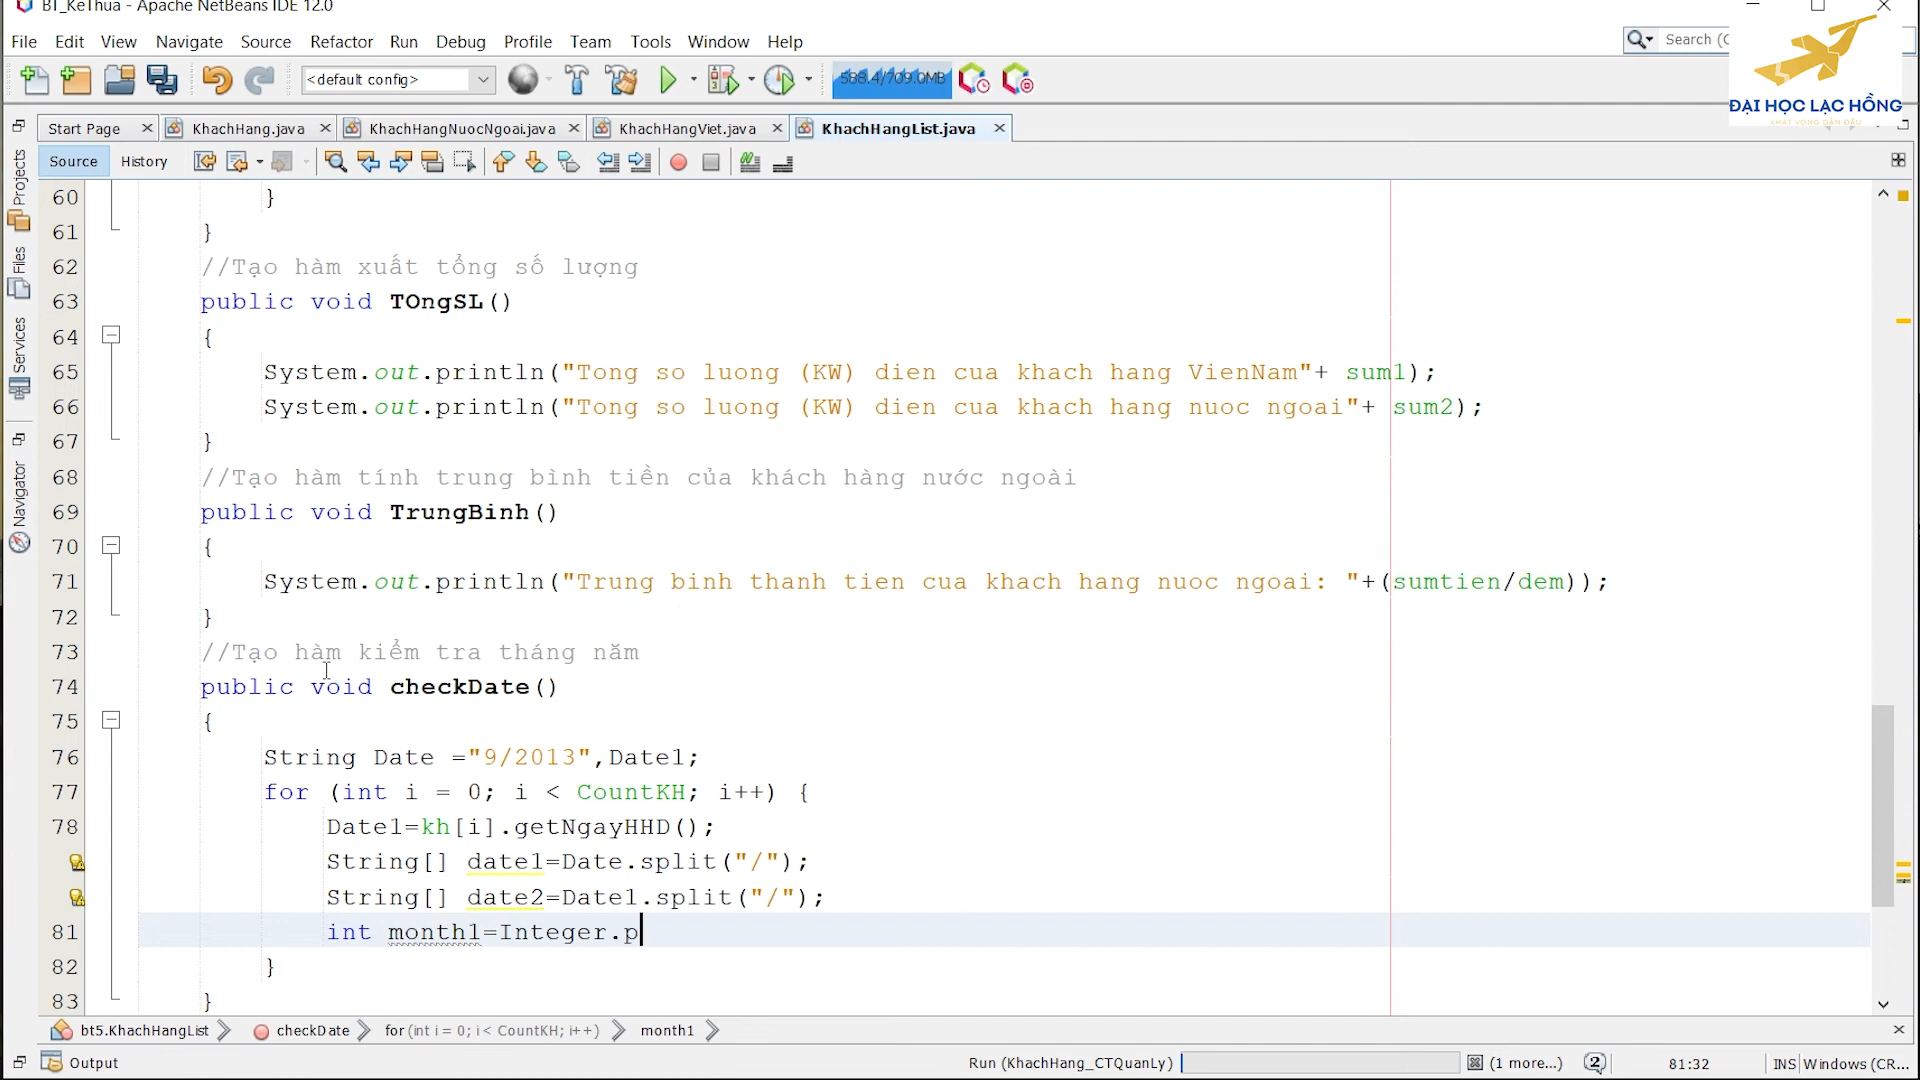 BT_KeThua - Apache NetBeans IDE 12.0
File Edit View Navigate Source Refactor Run Debug Profile Team Tools Window Help
Search (C
<default config>
588.4/709.0MB
ĐẠI HỌC LẠC HỒNG
KHÁT VỌNG DẪN ĐẦU
Start Page KhachHang.java KhachHangNuocNgoai.java KhachHangViet.java KhachHangList.java
Source History
Projects
Files
Services
Navigator
60 }
61 }
62 //Tạo hàm xuất tổng số lượng
63 public void TOngSL()
64 {
65 System.out.println("Tong so luong (KW) dien cua khach hang VienNam"+ sum1);
66 System.out.println("Tong so luong (KW) dien cua khach hang nuoc ngoai"+ sum2);
67 }
68 //Tạo hàm tính trung bình tiền của khách hàng nước ngoài
69 public void TrungBinh()
70 {
71 System.out.println("Trung binh thanh tien cua khach hang nuoc ngoai: "+(sumtien/dem));
72 }
73 //Tạo hàm kiểm tra tháng năm
74 public void checkDate()
75 {
76 String Date ="9/2013",Date1;
77 for (int i = 0; i < CountKH; i++) {
78 Date1=kh[i].getNgayHHD();
String[] date1=Date.split("/");
String[] date2=Date1.split("/");
81 int month1=Integer.p
82 }
83 }
bt5.KhachHangList checkDate for (int i = 0; i < CountKH; i++) month1
Output Run (KhachHang_CTQuanLy) (1 more...) 2 81:32 INS Windows (CR...